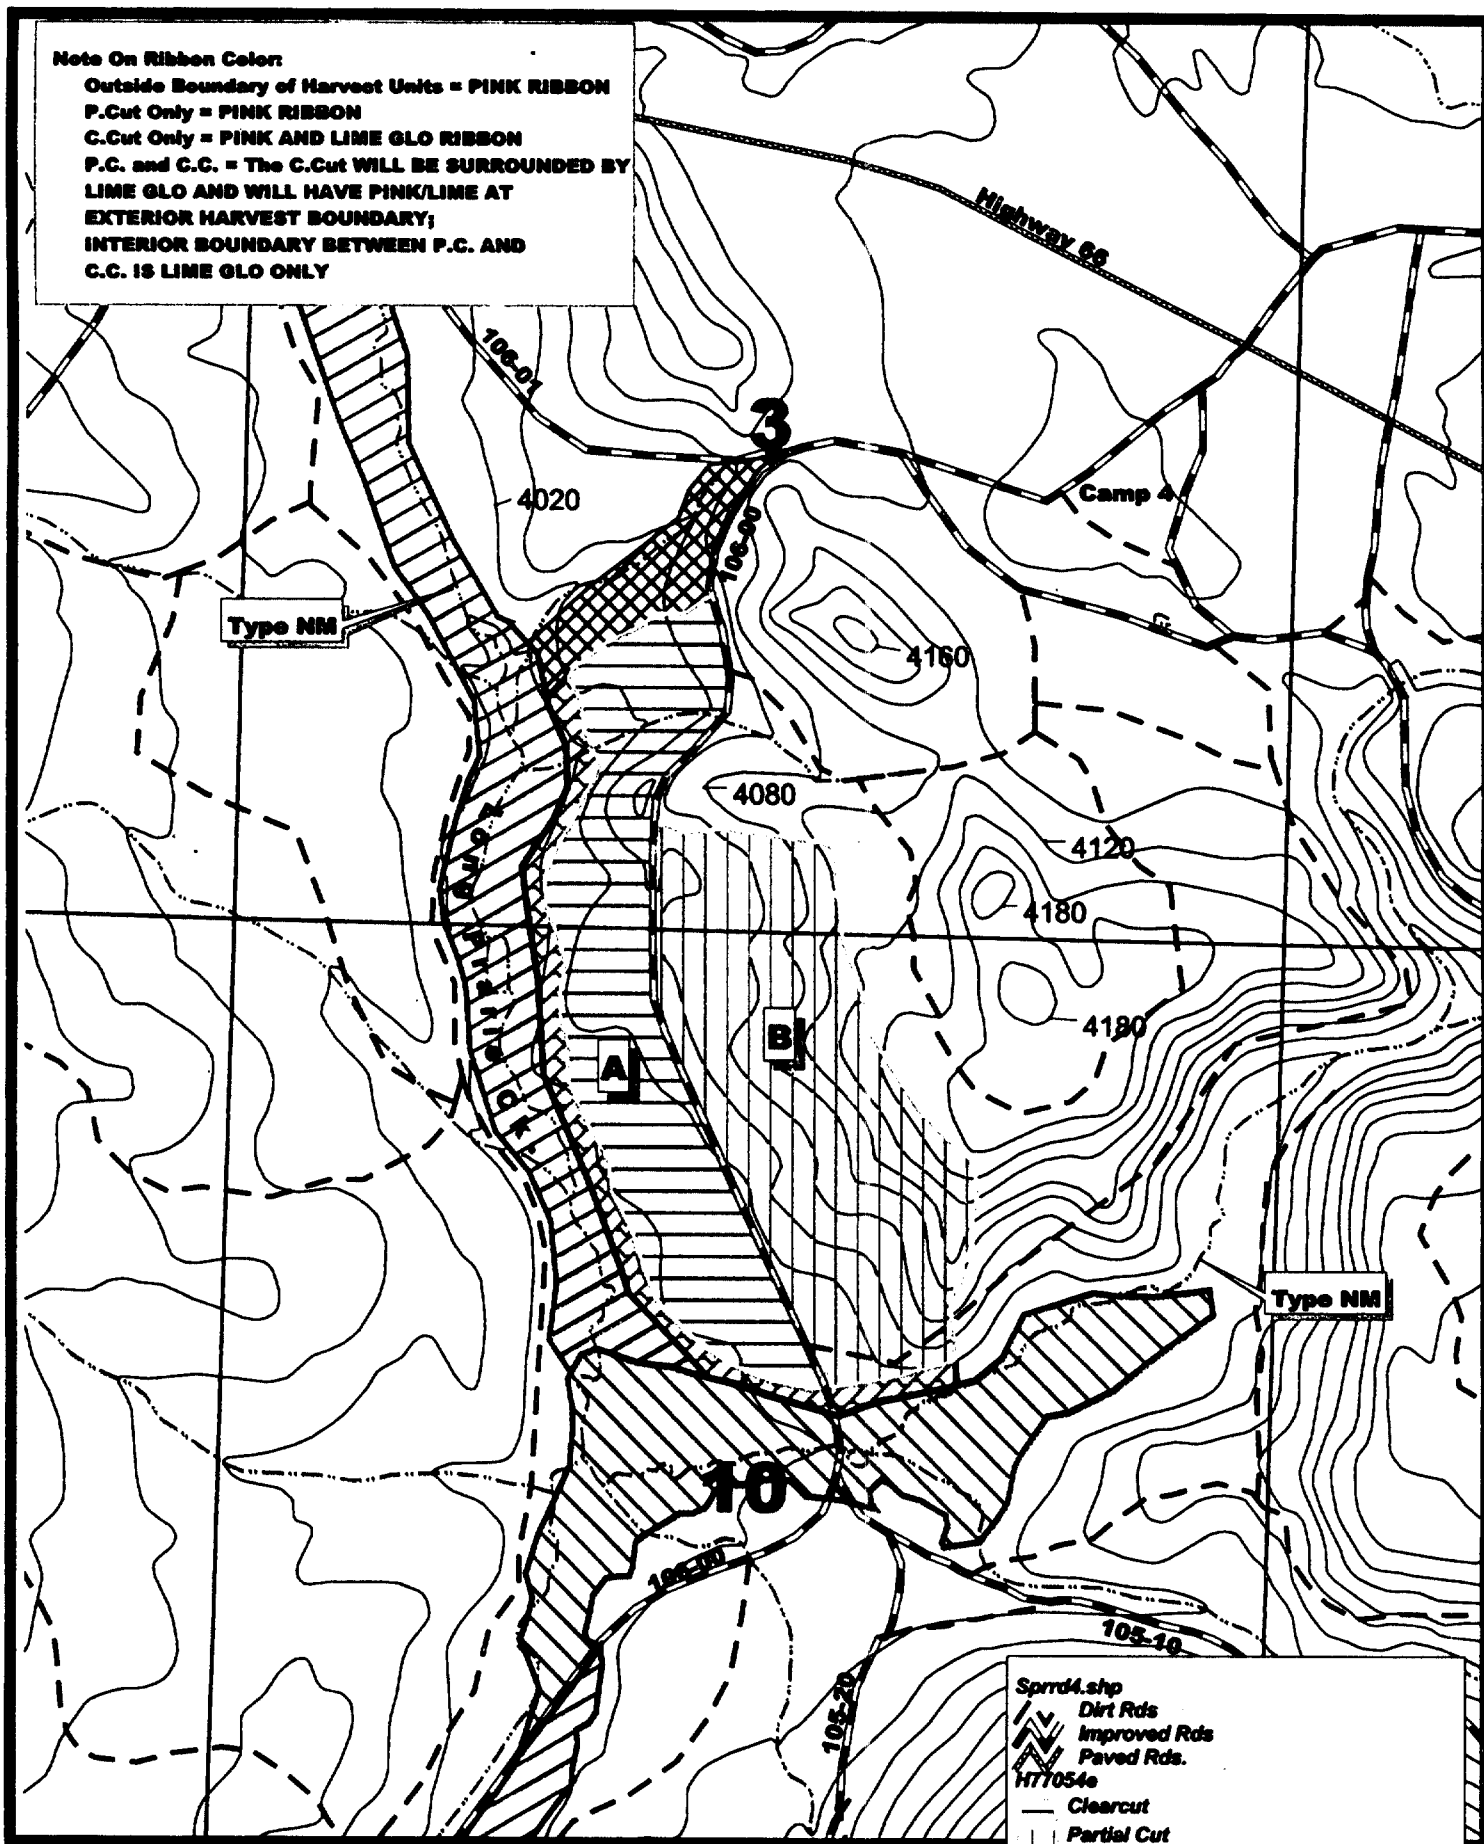 Note On Ribbon Color:
Outside Boundary of Harvest Units = PINK RIBBON
P.Cut Only = PINK RIBBON
C.Cut Only = PINK AND LIME GLO RIBBON
P.C. and C.C. = The C.Cut WILL BE SURROUNDED BY
LIME GLO AND WILL HAVE PINK/LIME AT
EXTERIOR HARVEST BOUNDARY;
INTERIOR BOUNDARY BETWEEN P.C. AND
C.C. IS LIME GLO ONLY
Highway 66
106-01
3
4020
Camp 4
106-00
Type NM
4160
4080
4120
Long Prairie Ck.
4180
4180
B
A
Type NM
10
105-10
105-20
Sprrd4.shp
Dirt Rds
Improved Rds
Paved Rds.
H77054e
Clearcut
Partial Cut